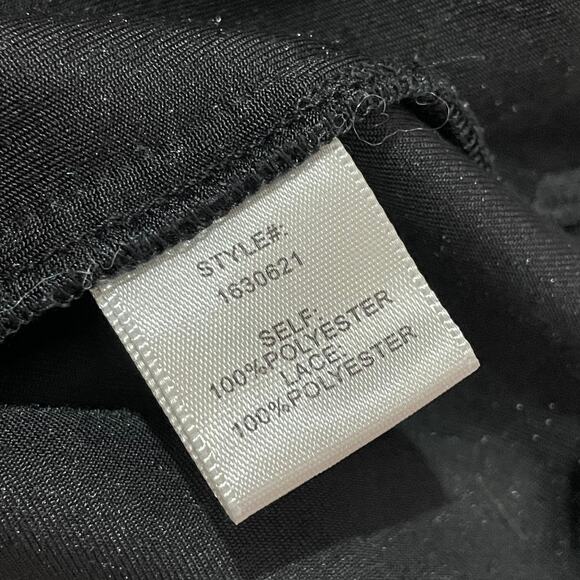 STYLE#:
1630621
SELF:
100%POLYESTER
LACE:
100%POLYESTER